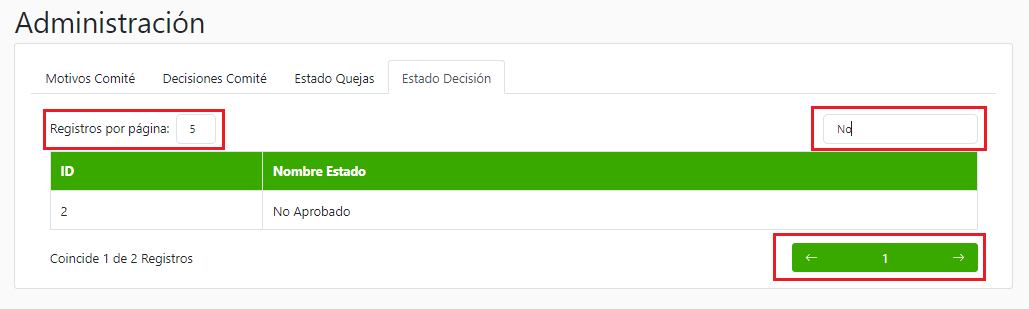 Administración
Motivos Comité Decisiones Comité Estado Quejas Estado Decisión
Registros por página: 5 No
ID Nombre Estado
2 No Aprobado
Coincide 1 de 2 Registros ← 1 →